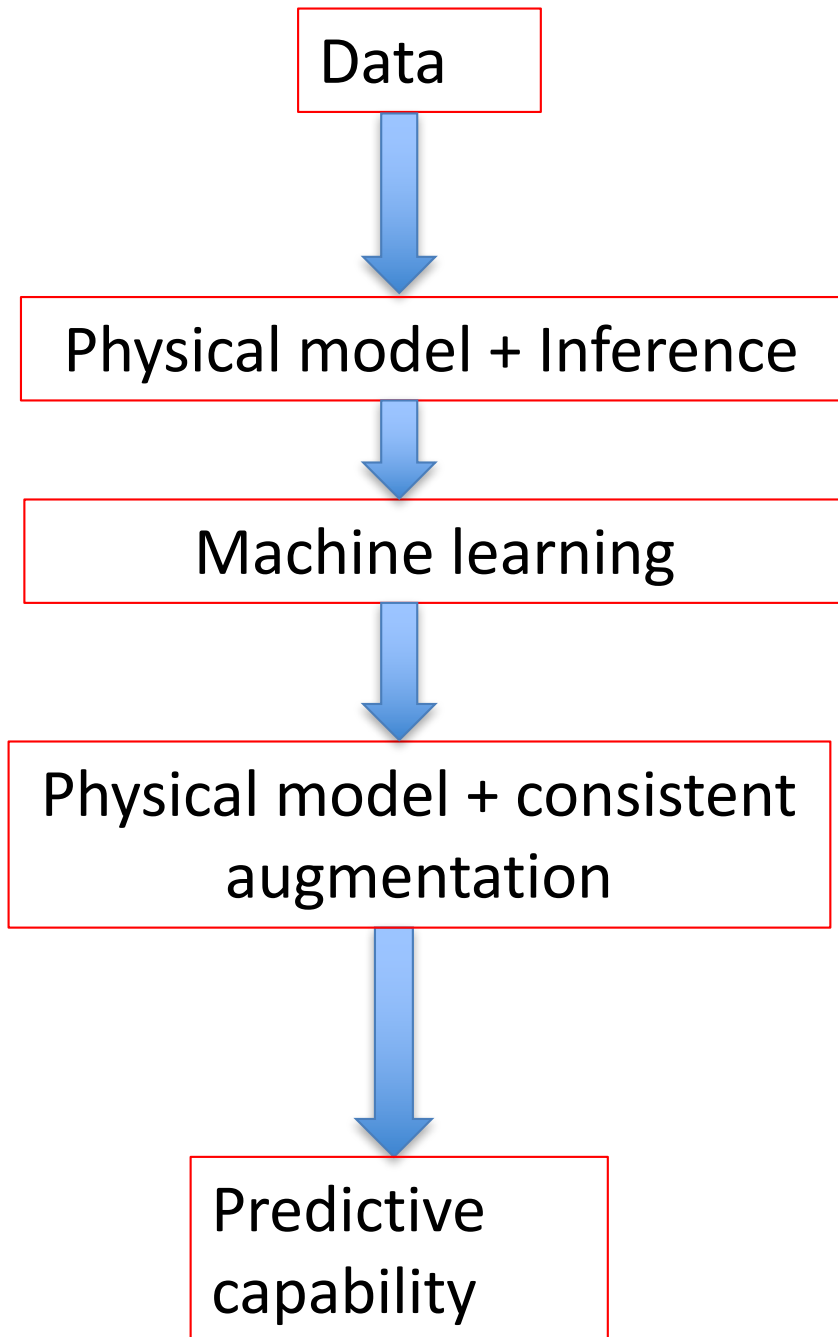 Data
Physical model + Inference
Machine learning
Physical model + consistent
augmentation
Predictive
capability